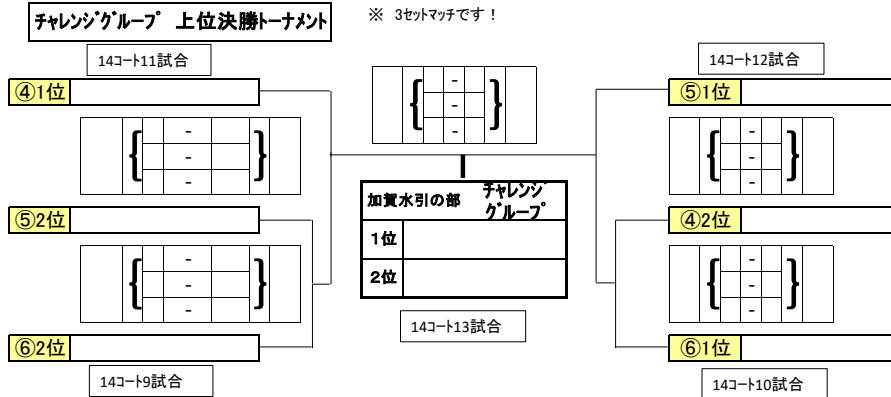 チャレンジグループ 上位決勝トーナメント
※ 3セットマッチです！
14コート11試合
14コート12試合
④1位
⑤1位
-
-
-
-
-
-
-
-
-
加賀水引の部 チャレンジグループ
1位
2位
⑤2位
④2位
-
-
-
-
-
-
14コート13試合
⑥2位
⑥1位
14コート9試合
14コート10試合